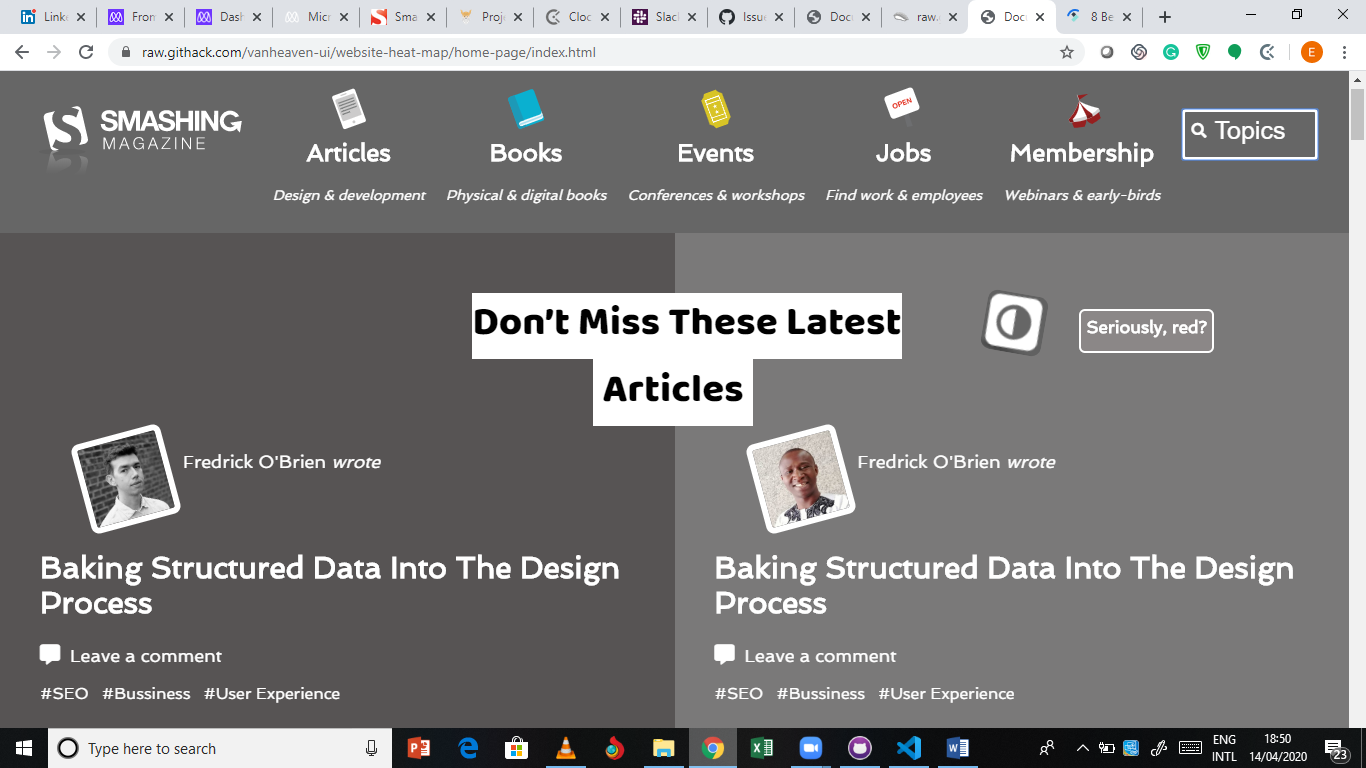 Linke
Fron
Dash
Micr
Sma
Proje
Cloc
Slac
Issue
Docu
raw.
Docu
8 Be
raw.githack.com/vanheaven-ui/website-heat-map/home-page/index.html
E
SMASHING
MAGAZINE
OPEN
Articles
Books
Events
Jobs
Membership
Topics
Design & development
Physical & digital books
Conferences & workshops
Find work & employees
Webinars & early-birds
Don't Miss These Latest
Articles
Seriously, red?
Fredrick O'Brien wrote
Fredrick O'Brien wrote
Baking Structured Data Into The Design
Process
Baking Structured Data Into The Design
Process
Leave a comment
Leave a comment
#SEO #Bussiness #User Experience
#SEO #Bussiness #User Experience
Type here to search
ENG
INTL
18:50
14/04/2020
23